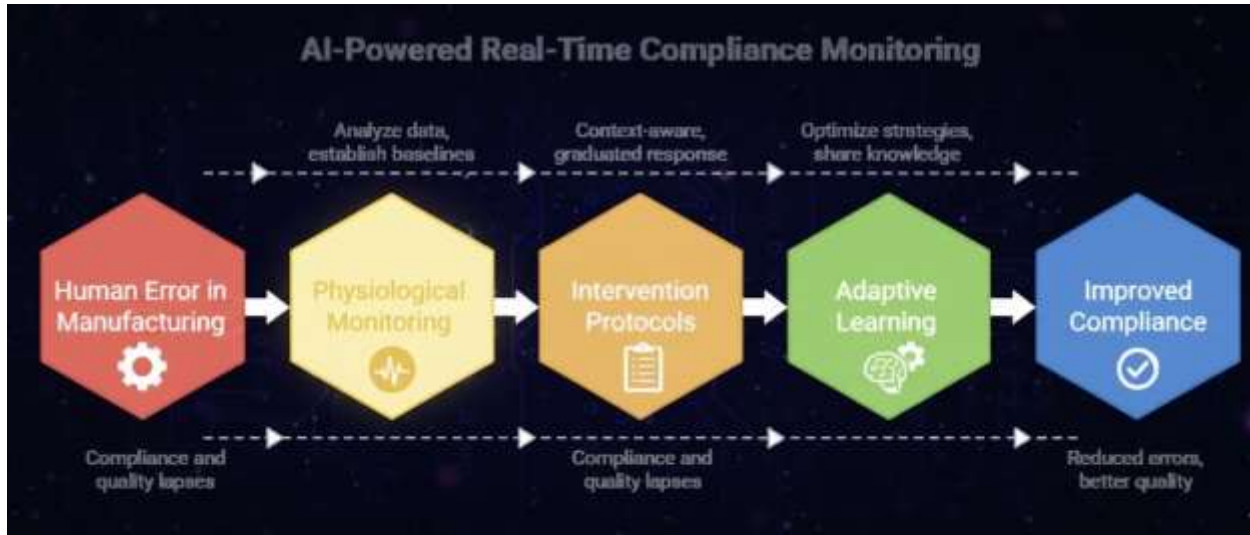 AI-Powered Real-Time Compliance Monitoring
Analyze data,
establish baselines
Context-aware,
graduated response
Optimize strategies,
share knowledge
Human Error in
Manufacturing
Physiological
Monitoring
Intervention
Protocols
Adaptive
Learning
Improved
Compliance
Compliance and
quality lapses
Compliance and
quality lapses
Reduced errors,
better quality